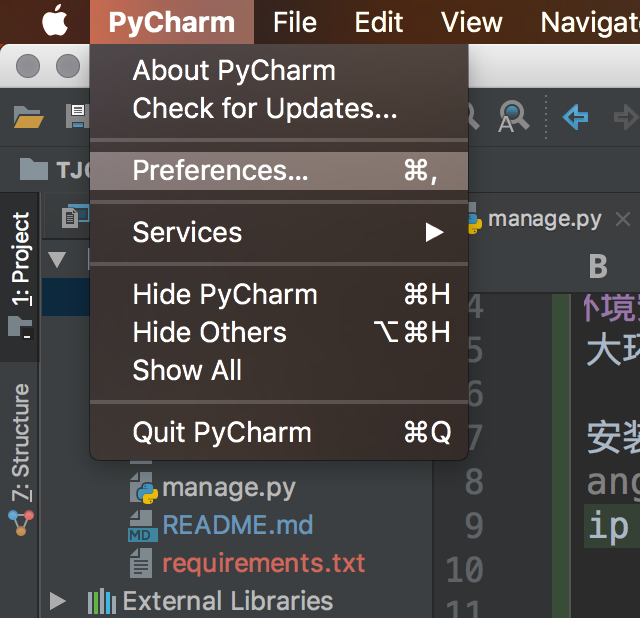 PyCharm File Edit View Navigat
About PyCharm
Check for Updates...
Preferences... ⌘,
Services ▶
Hide PyCharm ⌘H
Hide Others ⌥⌘H
Show All
Quit PyCharm ⌘Q
TJ
1: Project
7: Structure
manage.py
B
4
环境
5 大环
6
7 安装
8 ang
9 ip
10
11
manage.py
MD README.md
requirements.txt
External Libraries